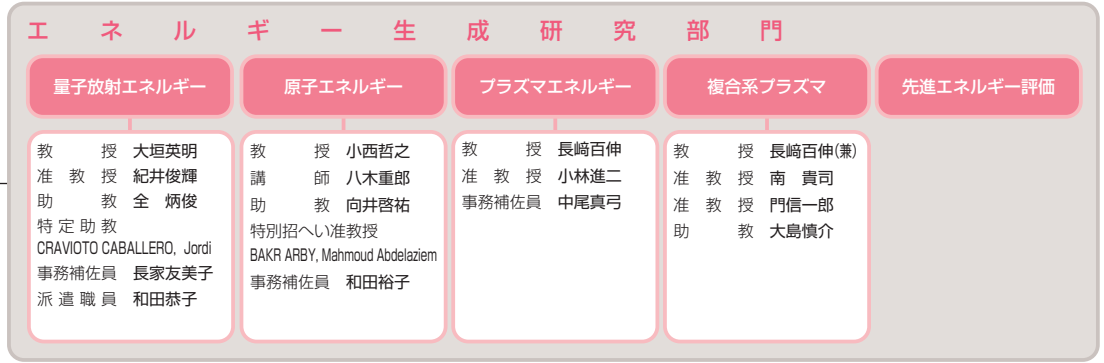 エネルギー生成研究部門
量子放射エネルギー
教授 大垣英明
准教授 紀井俊輝
助教 全 炳俊
特定助教
CRAVIOTO CABALLERO, Jordi
事務補佐員 長家友美子
派遣職員 和田恭子
原子エネルギー
教授 小西哲之
講師 八木重郎
助教 向井啓祐
特別招へい准教授
BAKR ARBY, Mahmoud Abdelaziem
事務補佐員 和田裕子
プラズマエネルギー
教授 長﨑百伸
准教授 小林進二
事務補佐員 中尾真弓
複合系プラズマ
教授 長﨑百伸(兼)
准教授 南 貴司
准教授 門信一郎
助教 大島慎介
先進エネルギー評価